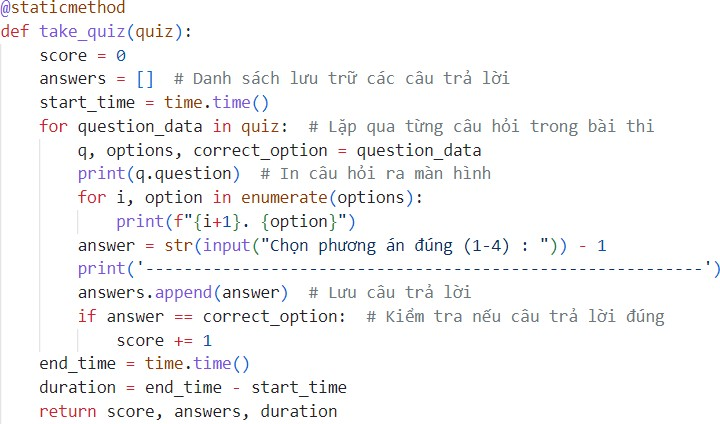 @staticmethod
def take_quiz(quiz):
    score = 0
    answers = []  # Danh sách lưu trữ các câu trả lời
    start_time = time.time()
    for question_data in quiz:  # Lặp qua từng câu hỏi trong bài thi
        q, options, correct_option = question_data
        print(q.question)  # In câu hỏi ra màn hình
        for i, option in enumerate(options):
            print(f"{i+1}. {option}")
        answer = str(input("Chọn phương án đúng (1-4) : ")) - 1
        print('-----------------------------------------------------------')
        answers.append(answer)  # Lưu câu trả lời
        if answer == correct_option:  # Kiểm tra nếu câu trả lời đúng
            score += 1
    end_time = time.time()
    duration = end_time - start_time
    return score, answers, duration